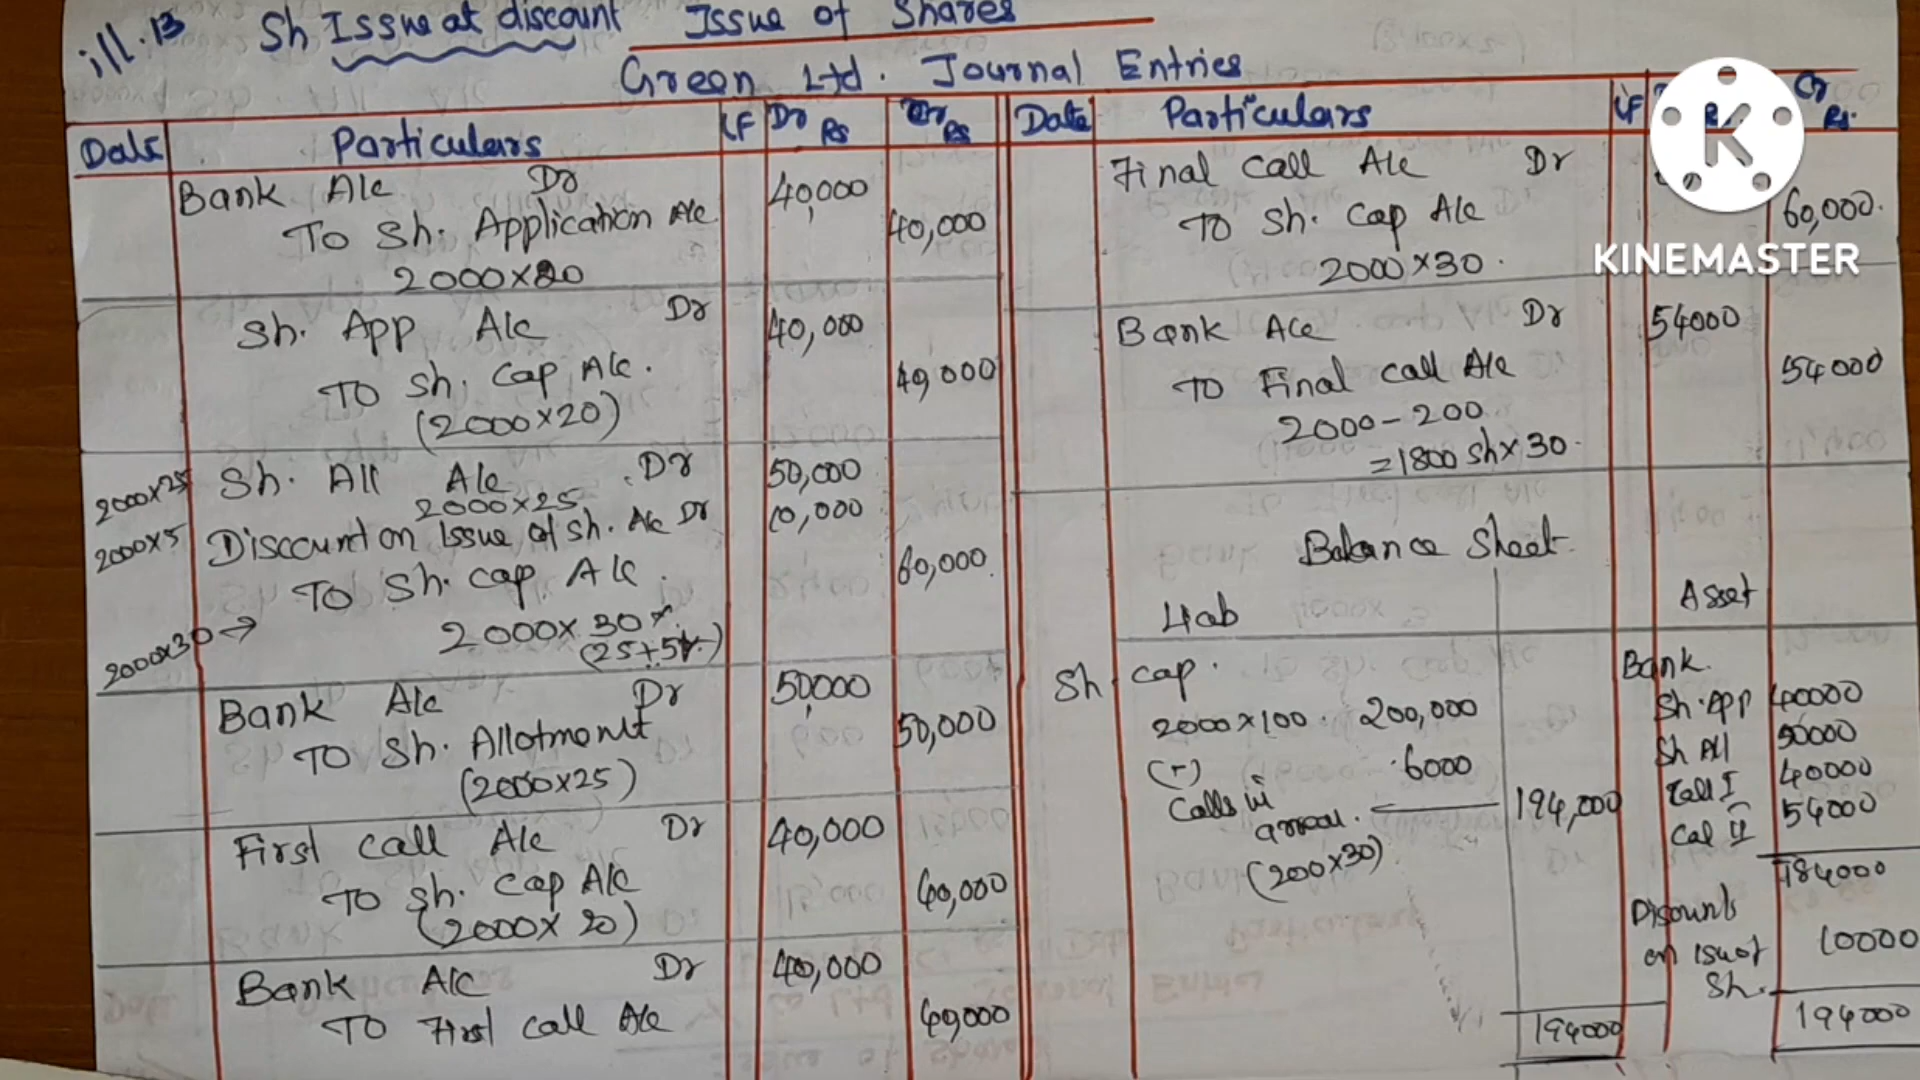 ill.13 Sh Issue at discount Issue of Shares
Green Ltd. Journal Entries
Date Particulars LF Dr Rs Cr Rs
Bank A/c Dr 40,000
To Sh. Application A/c 40,000
2000×20
Sh. App A/c Dr 40,000
To Sh. Cap A/c. 40,000
(2000×20)
2000×25 Sh. All A/c Dr 50,000
2000×25
2000×5 Discount on Issue of Sh. A/c Dr 10,000
To Sh. Cap A/c. 60,000
2000×30→ 2000×30
(25+5)
Bank A/c Dr 50,000
To Sh. Allotment 50,000
(2000×25)
First Call A/c Dr 40,000
To Sh. Cap A/c 40,000
(2000×20)
Bank A/c Dr 40,000
To First Call A/c 40,000
Date Particulars LF Cr Rs.
Final Call A/c Dr
To Sh. Cap A/c 60,000.
2000×30.
Bank A/c Dr 54000
To Final Call A/c 54000
2000-200
=1800 Sh×30.
Balance Sheet
Liab Asset
Sh. Cap. Bank.
2000×100. 200,000 Sh.App 40000
(-) 6000 Sh All 50000
Calls in Call I 40000
arrear. 194,000 Cal II 54000
(200×30) 184000
Discounts
on Isu of 10000
Sh.
194000 194000
K
KINEMASTER